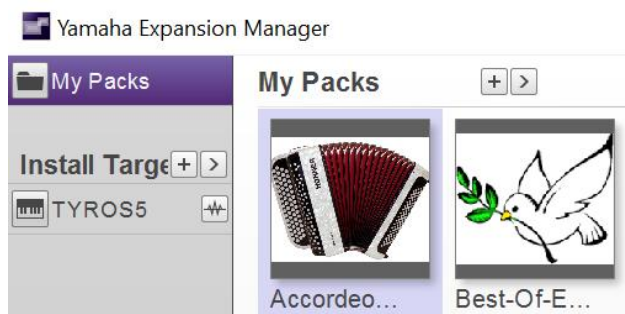 Yamaha Expansion Manager
My Packs
My Packs
Install Targe
TYROS5
HOHNER
Accordeo...
Best-Of-E...